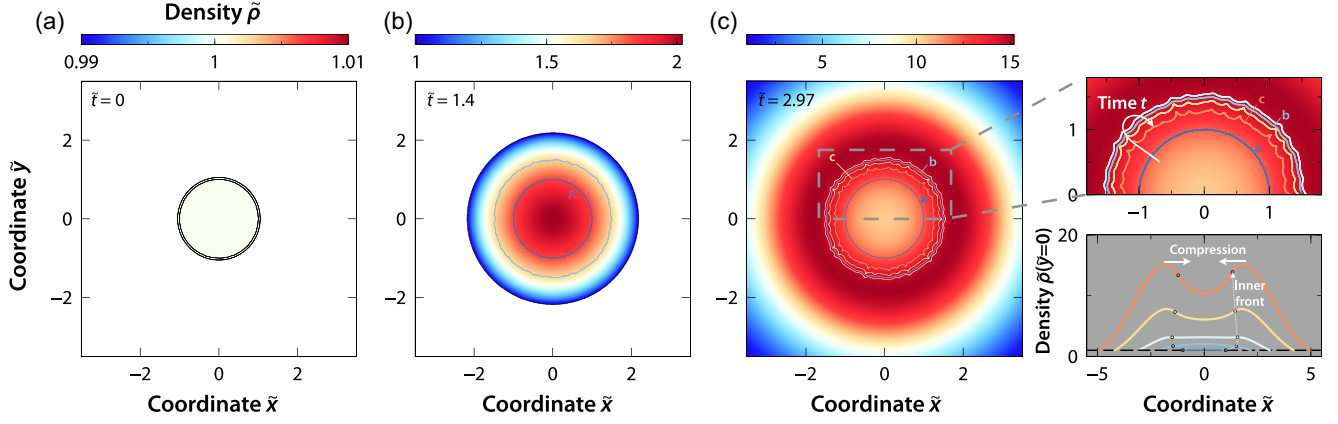 (a)
Density ρ̃
0.99 1 1.01
t̃ = 0
2
0
−2
Coordinate ỹ
−2 0 2
Coordinate x̃
(b)
1 1.5 2
t̃ = 1.4
2
0
−2
−2 0 2
Coordinate x̃
(c)
5 10 15
t̃ = 2.97
c
b
2
0
−2
−2 0 2
Coordinate x̃
Time t
c
b
a
1
0
−1 0 1
20
10
0
Density ρ̃(ỹ=0)
Compression
Inner
front
−5 0 5
Coordinate x̃